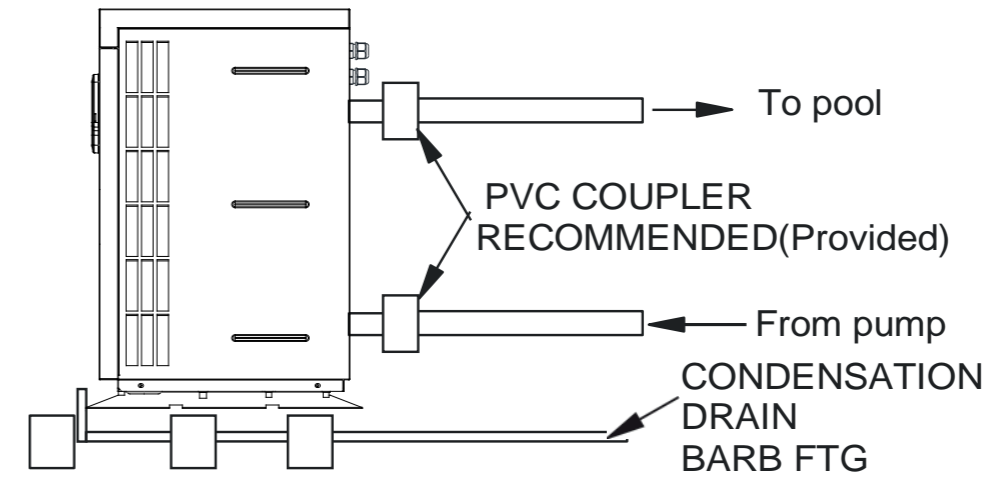 To pool
PVC COUPLER
RECOMMENDED(Provided)
From pump
CONDENSATION
DRAIN
BARB FTG